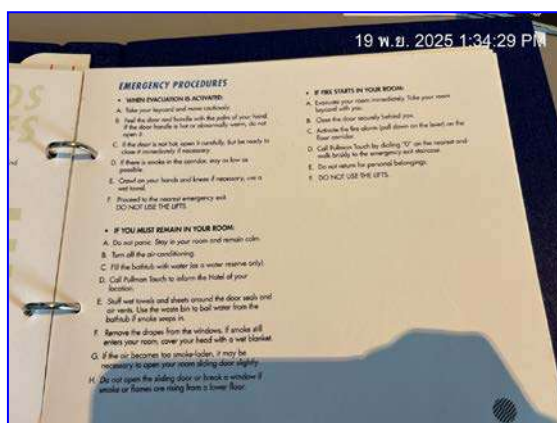 19 พ.ย. 2025 1:34:29 PM
EMERGENCY PROCEDURES
• WHEN EVACUATION IS ACTIVATED:
A. Take your keycard and move cautiously.
B. Feel the door and handle with the palm of your hand.
If the door handle is hot or abnormally warm, do not
open it.
C. If the door is not hot, open it carefully, but be ready to
close it immediately if necessary.
D. If there is smoke in the corridor, stay as low as
possible.
E. Crawl on your hands and knees if necessary, use a
wet towel.
F. Proceed to the nearest emergency exit.
DO NOT USE THE LIFTS.
• IF YOU MUST REMAIN IN YOUR ROOM:
A. Do not panic. Stay in your room and remain calm.
B. Turn off the air-conditioning.
C. Fill the bathtub with water (as a water reserve only).
D. Call Pullman Touch to inform the Hotel of your
location.
E. Stuff wet towels and sheets around the door seals and
air vents. Use the waste bin to bail water from the
bathtub if smoke seeps in.
F. Remove the drapes from the windows. If smoke still
enters your room, cover your head with a wet blanket.
G. If the air becomes too smoke-laden, it may be
necessary to open your room sliding door slightly.
H. Do not open the sliding door or break a window if
smoke or flames are rising from a lower floor.
• IF FIRE STARTS IN YOUR ROOM:
A. Evacuate your room immediately. Take your room
keycard with you.
B. Close the door securely behind you.
C. Activate the fire alarm (pull down on the lever) on the
floor corridor.
D. Call Pullman Touch by dialing "0" on the nearest and
walk briskly to the emergency exit staircase.
E. Do not return for personal belongings.
F. DO NOT USE THE LIFTS.